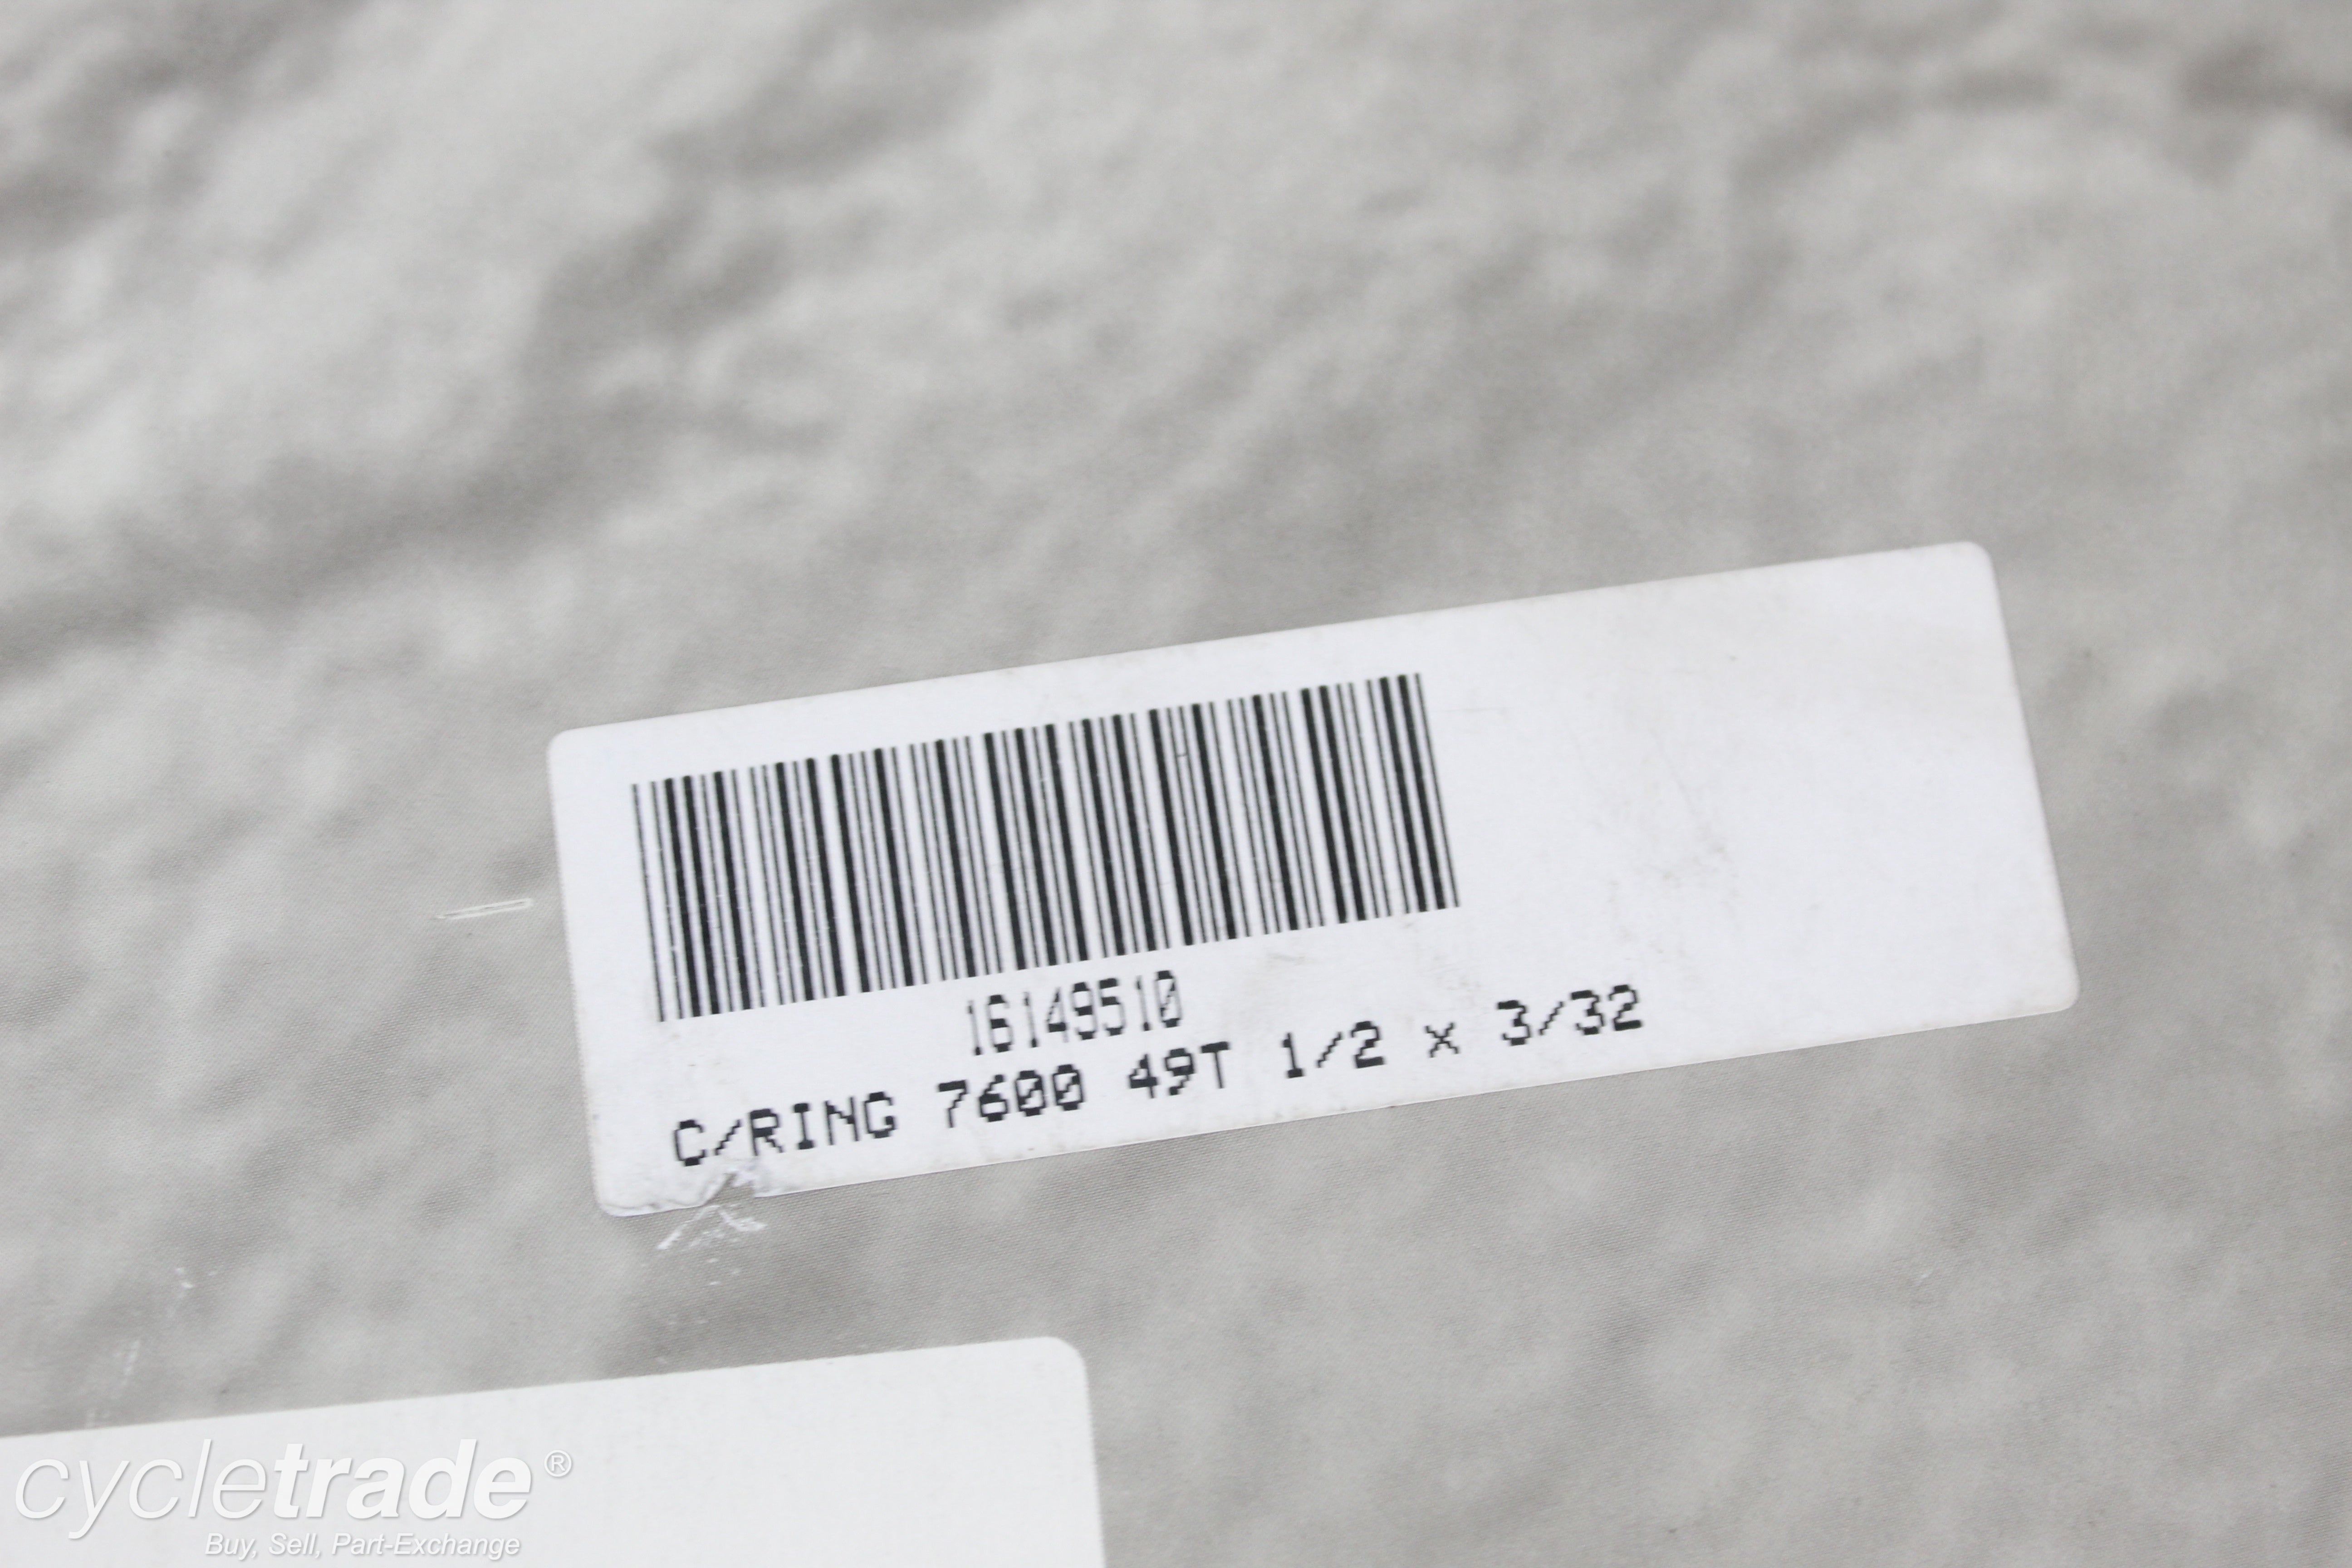 16149510
C/RING 7600 49T 1/2 x 3/32
cycletrade®
Buy, Sell, Part-Exchange